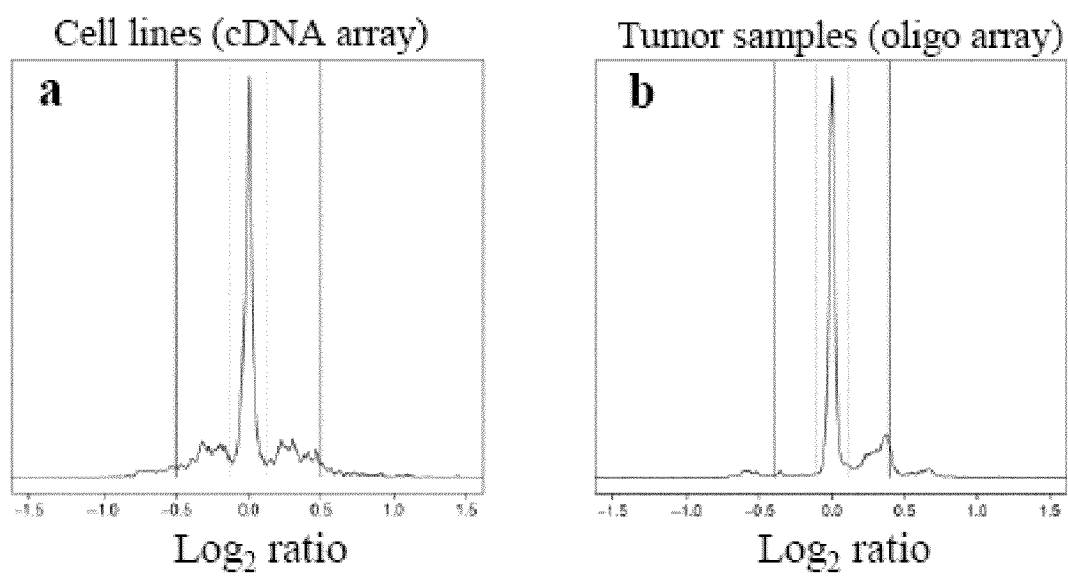 Cell lines (cDNA array)
Tumor samples (oligo array)
a
b
-1.5 -1.0 -0.5 0.0 0.5 1.0 1.5
-1.5 -1.0 -0.5 0.0 0.5 1.0 1.5
Log₂ ratio
Log₂ ratio